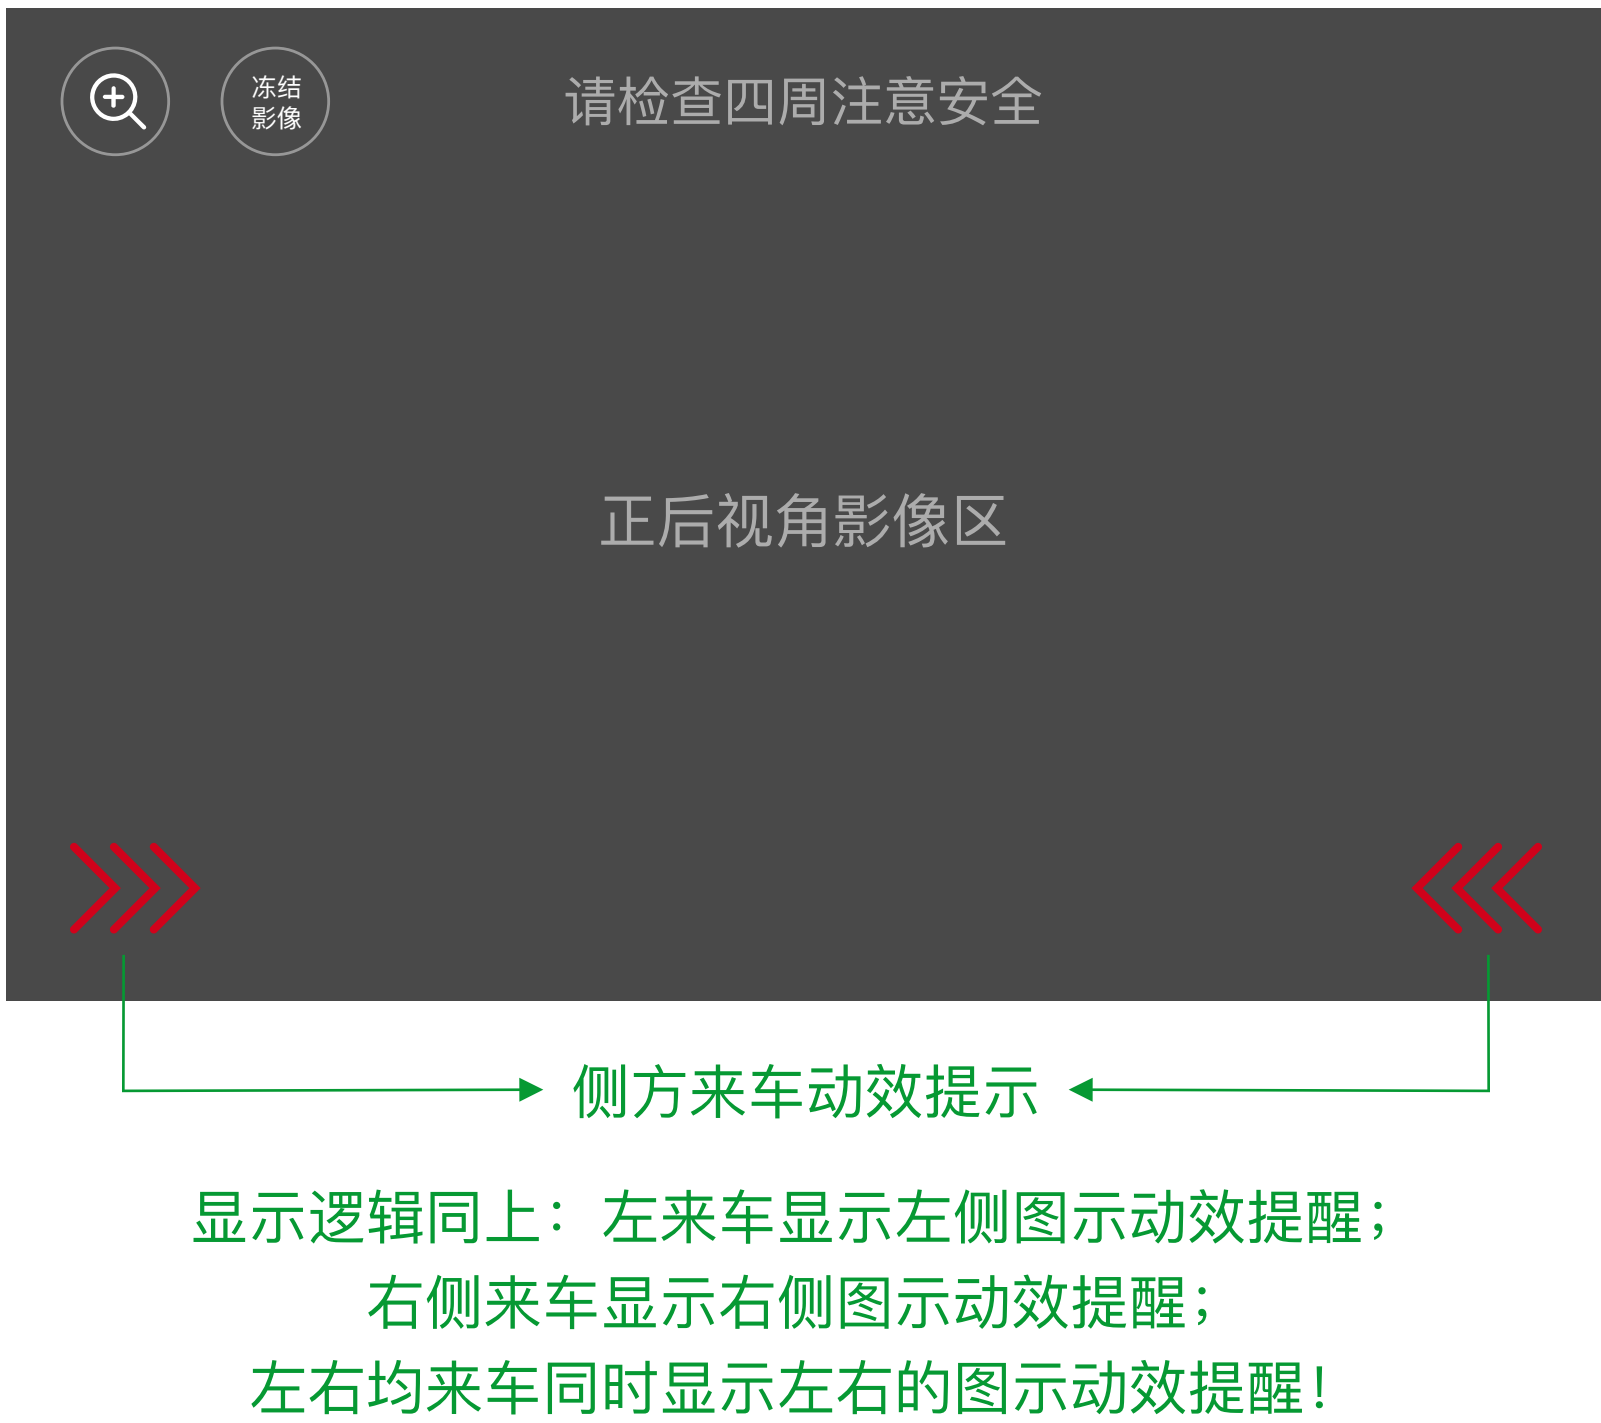 冻结
影像
请检查四周注意安全
正后视角影像区
侧方来车动效提示
显示逻辑同上：左来车显示左侧图示动效提醒；
右侧来车显示右侧图示动效提醒；
左右均来车同时显示左右的图示动效提醒！